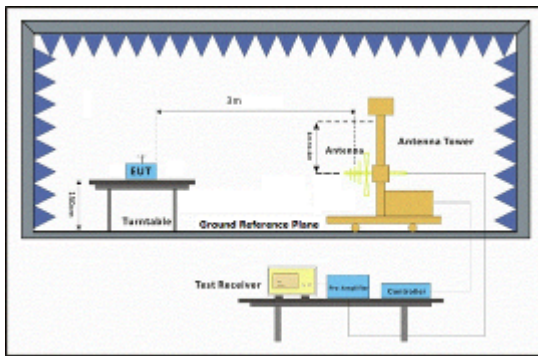 3m
Antenna
Antenna Tower
EUT
Turntable
Ground Reference Plane
Test Receiver
Pre-Amplifier
Controller